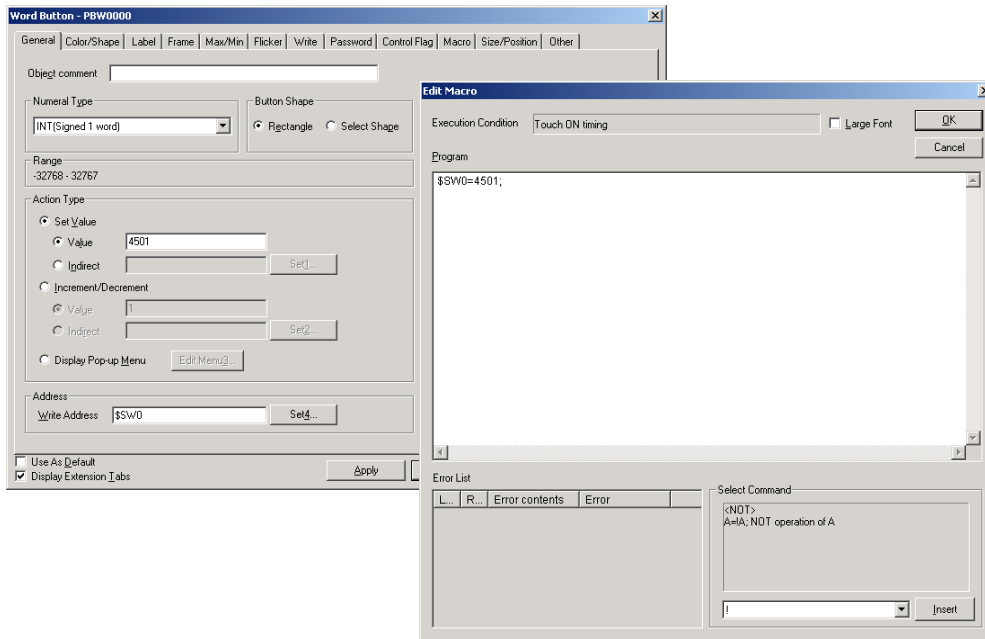 Word Button - PBW0000
General Color/Shape Label Frame Max/Min Flicker Write Password Control Flag Macro Size/Position Other
Object comment
Numeral Type
INT(Signed 1 word)
Button Shape
Rectangle Select Shape
Range
-32768 - 32767
Action Type
Set Value
Value 4501
Indirect Set1...
Increment/Decrement
Value 1
Indirect Set2...
Display Pop-up Menu Edit Menu3...
Address
Write Address $SW0 Set4...
Use As Default
Display Extension Tabs
Apply
Edit Macro
Execution Condition Touch ON timing Large Font OK
Cancel
Program
$SW0=4501;
Error List
L... R... Error contents Error
Select Command
<NOT>
A=!A; NOT operation of A
! Insert